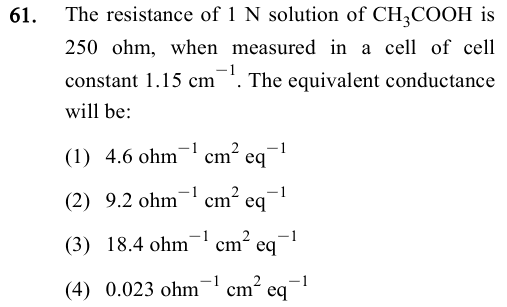 61. The resistance of 1 N solution of CH₃COOH is
250 ohm, when measured in a cell of cell
constant 1.15 cm⁻¹. The equivalent conductance
will be:
(1) 4.6 ohm⁻¹ cm² eq⁻¹
(2) 9.2 ohm⁻¹ cm² eq⁻¹
(3) 18.4 ohm⁻¹ cm² eq⁻¹
(4) 0.023 ohm⁻¹ cm² eq⁻¹